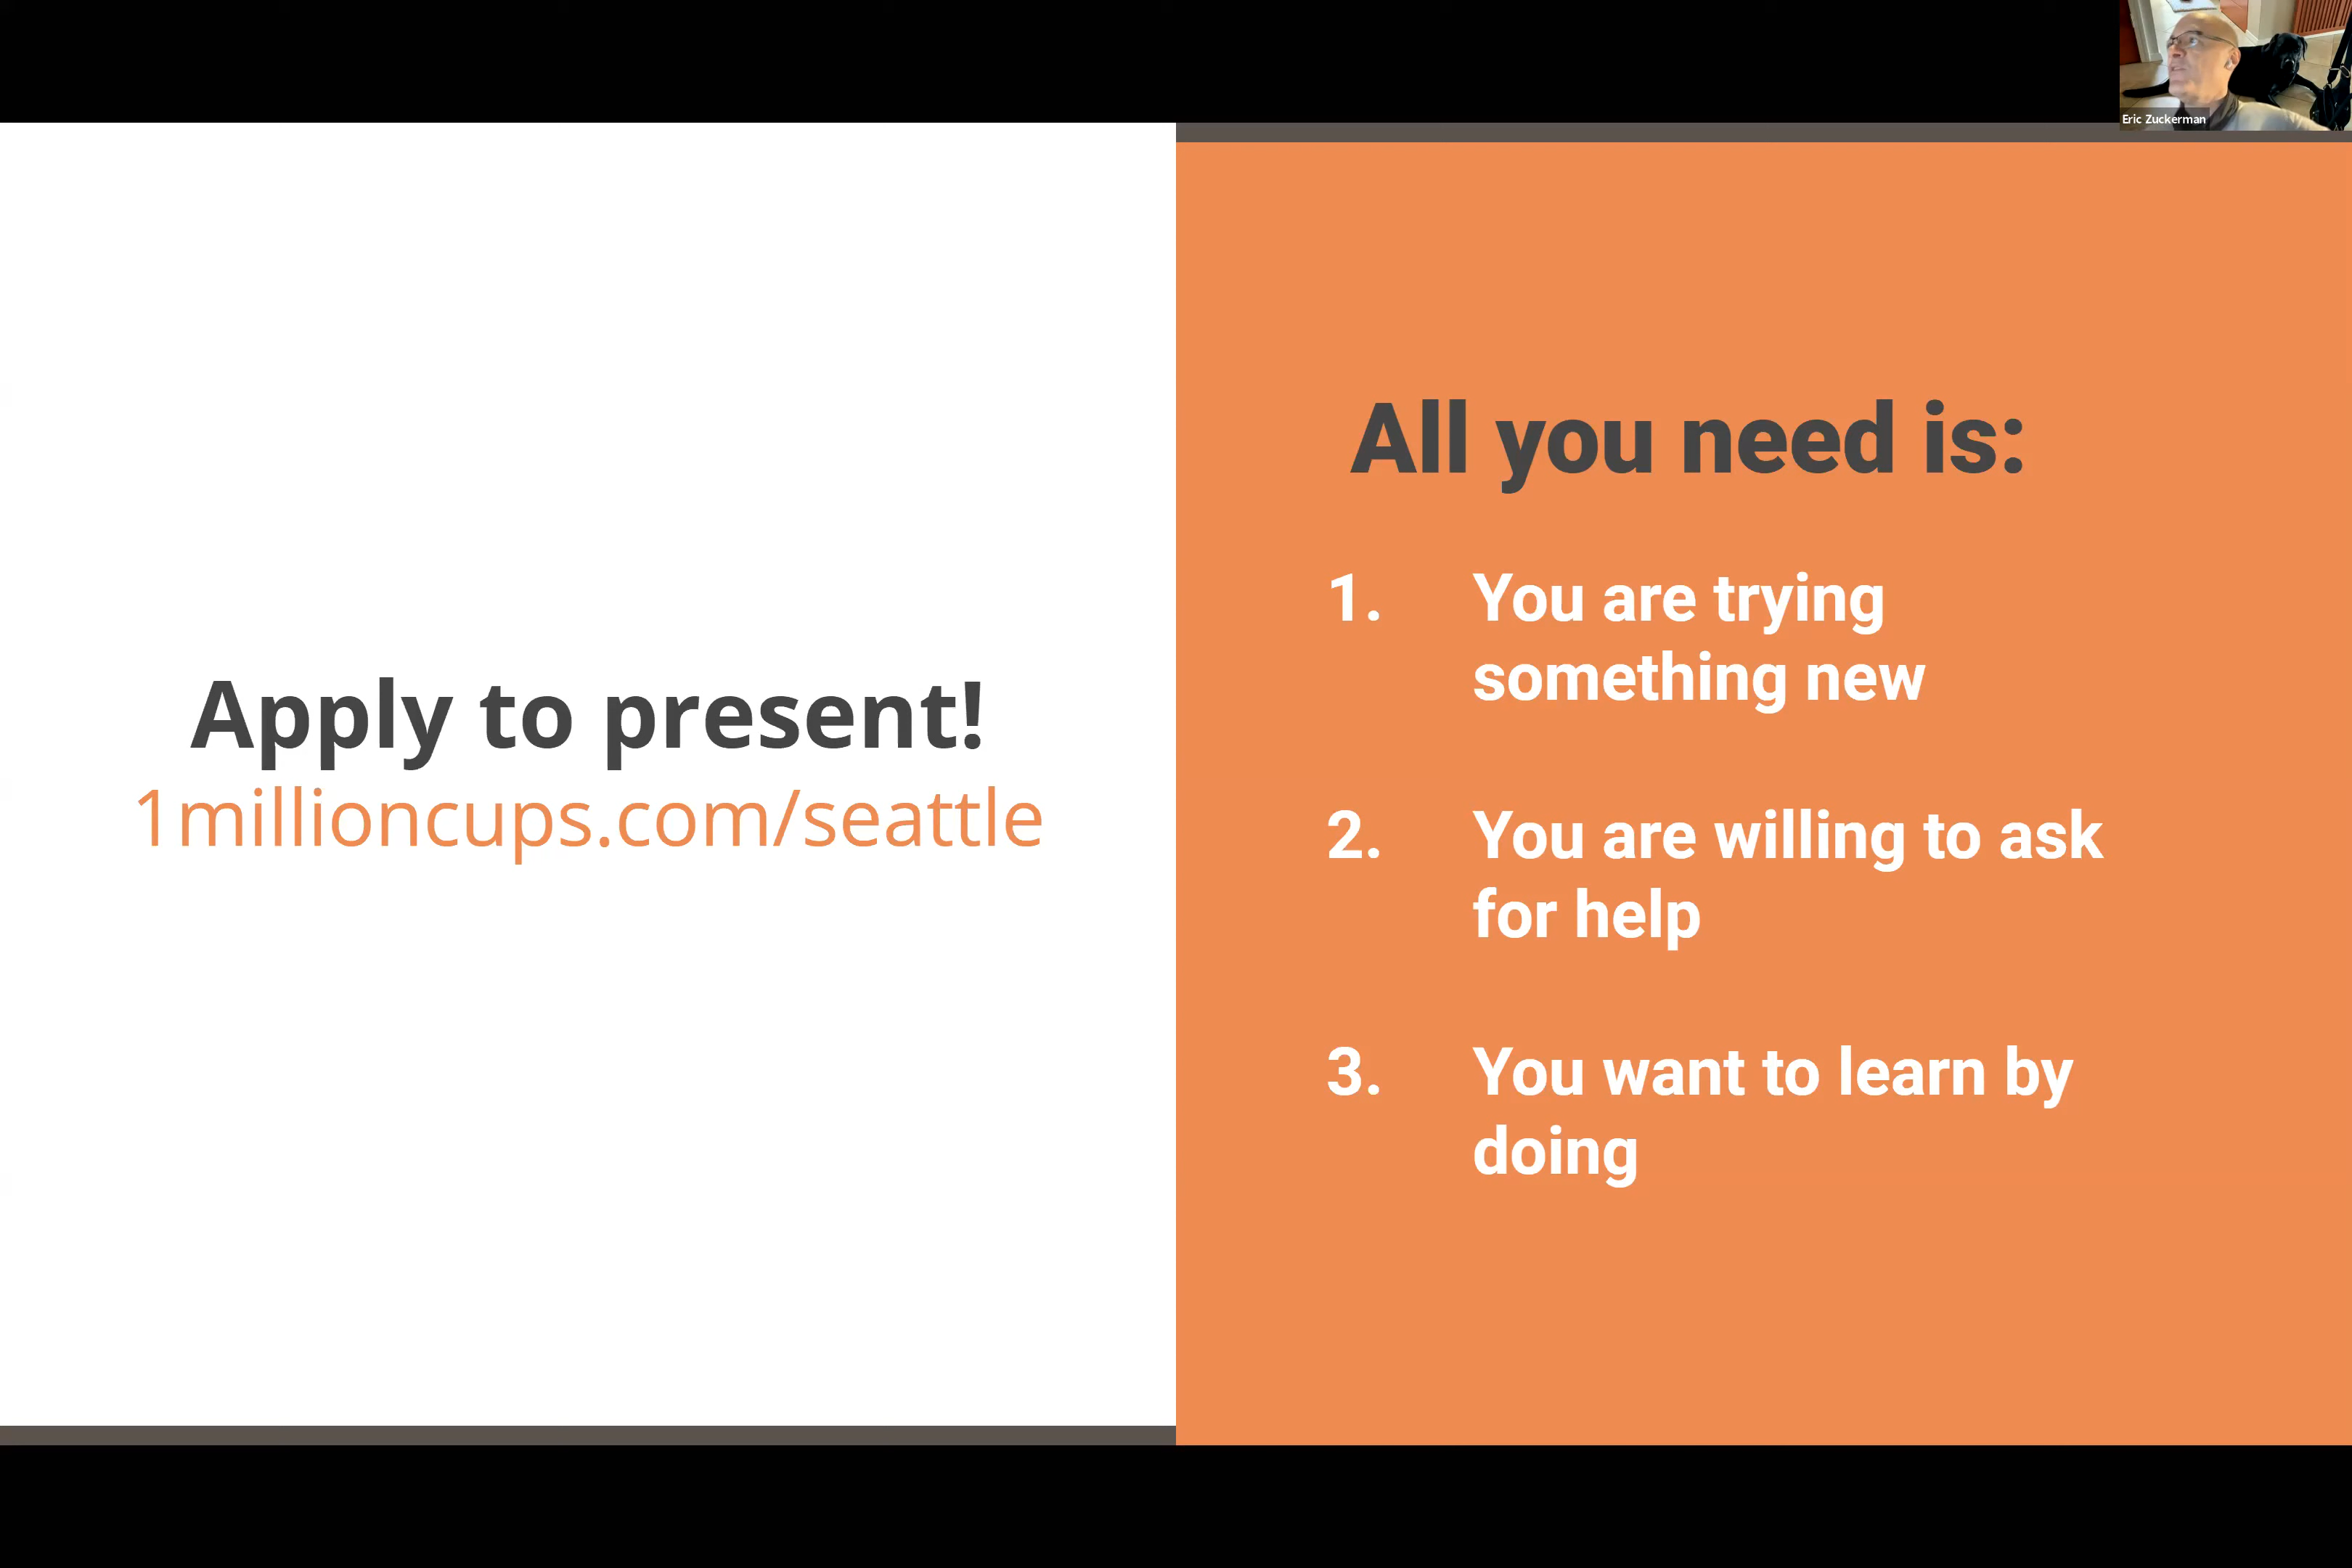 Eric Zuckerman
Apply to present!
1millioncups.com/seattle
All you need is:
1. You are trying
something new
2. You are willing to ask
for help
3. You want to learn by
doing